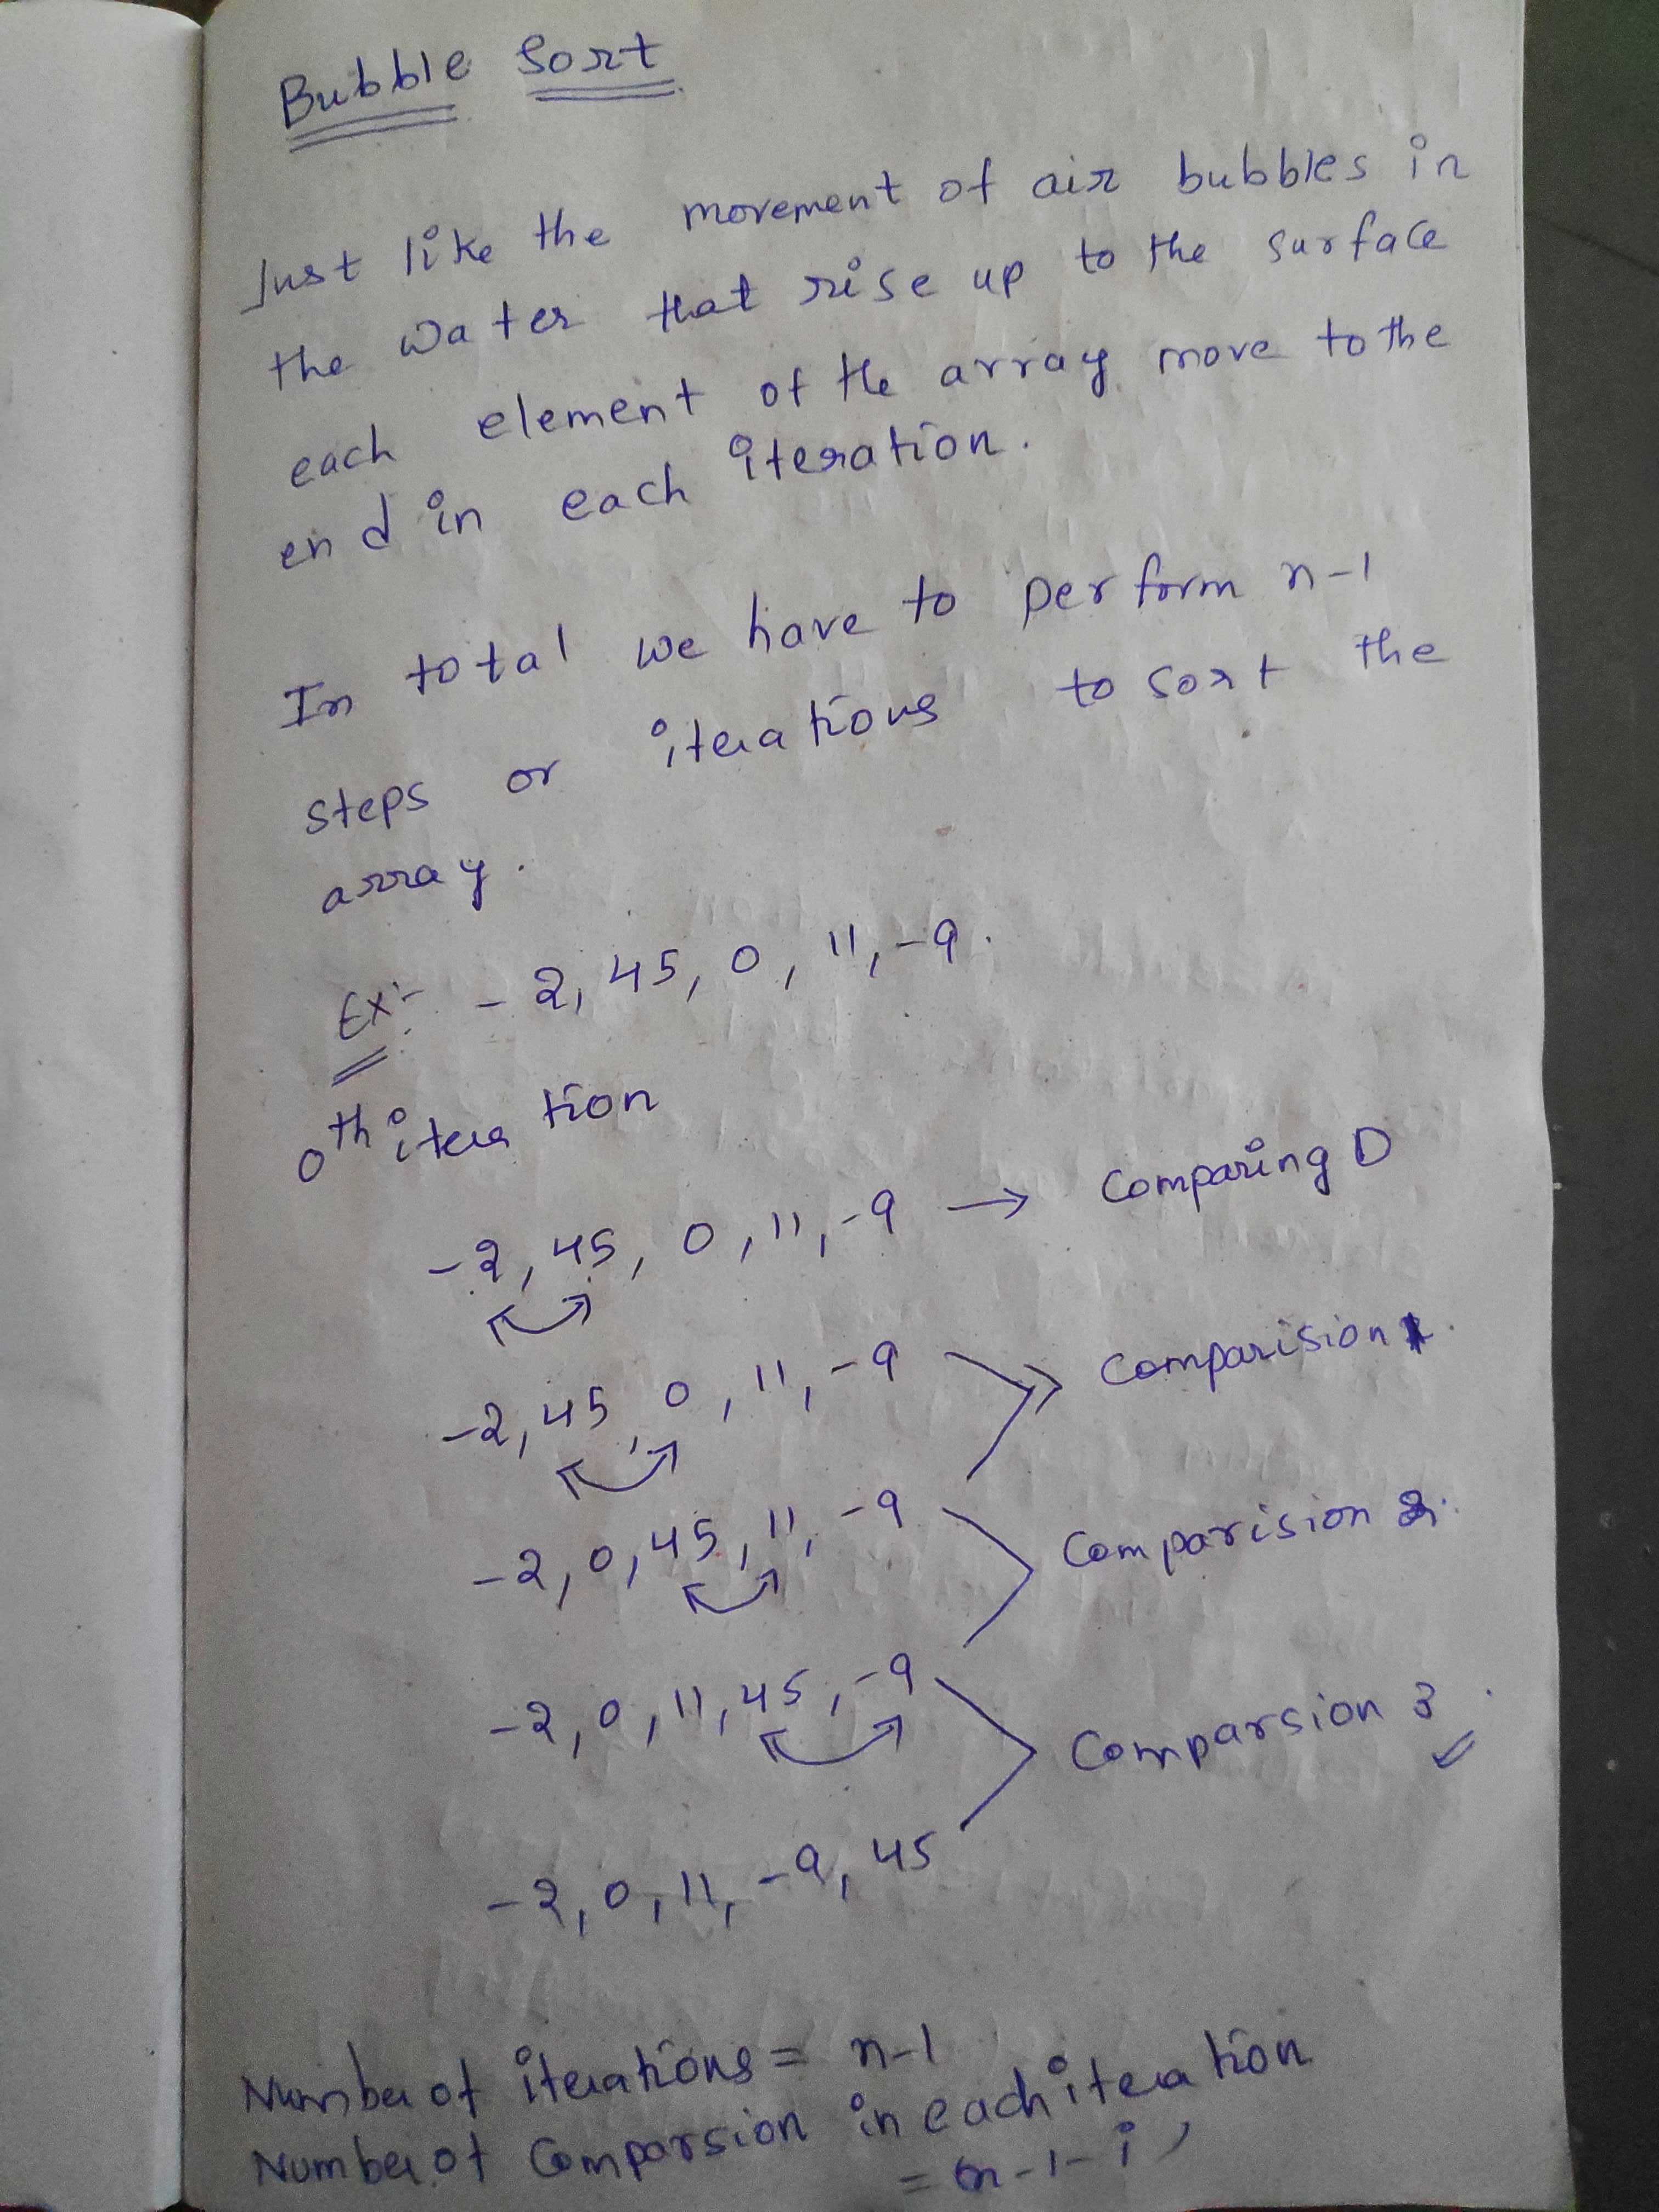 Bubble Sort
Just like the movement of air bubbles in
the water that rise up to the surface
each element of the array move to the
end in each iteration.
In total we have to perform n-1
steps or iterations to sort the
array.
Ex:- -2, 45, 0, 11, -9.
0th iteration
-2, 45, 0, 11, -9 → Comparing 0
-2, 45, 0, 11, -9 Comparision 1.
-2, 0, 45, 11, -9 Comparision 2.
-2, 0, 11, 45, -9 Comparsion 3.
-2, 0, 11, -9, 45
Number of iterations = n-1
Number of Comparsion in each iteration
= n-1-i